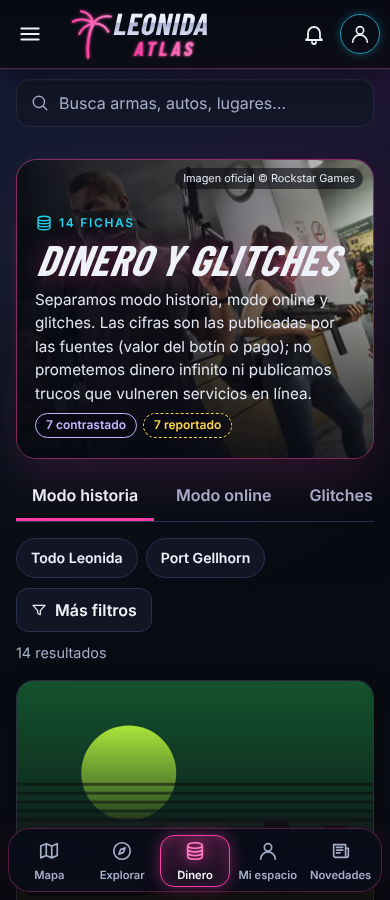 LEONIDA
ATLAS
Busca armas, autos, lugares...
Imagen oficial © Rockstar Games
14 FICHAS
DINERO Y GLITCHES
Separamos modo historia, modo online y
glitches. Las cifras son las publicadas por
las fuentes (valor del botín o pago); no
prometemos dinero infinito ni publicamos
trucos que vulneren servicios en línea.
7 contrastado 7 reportado
Modo historia Modo online Glitches
Todo Leonida Port Gellhorn
Más filtros
14 resultados
Mapa Explorar Dinero Mi espacio Novedades